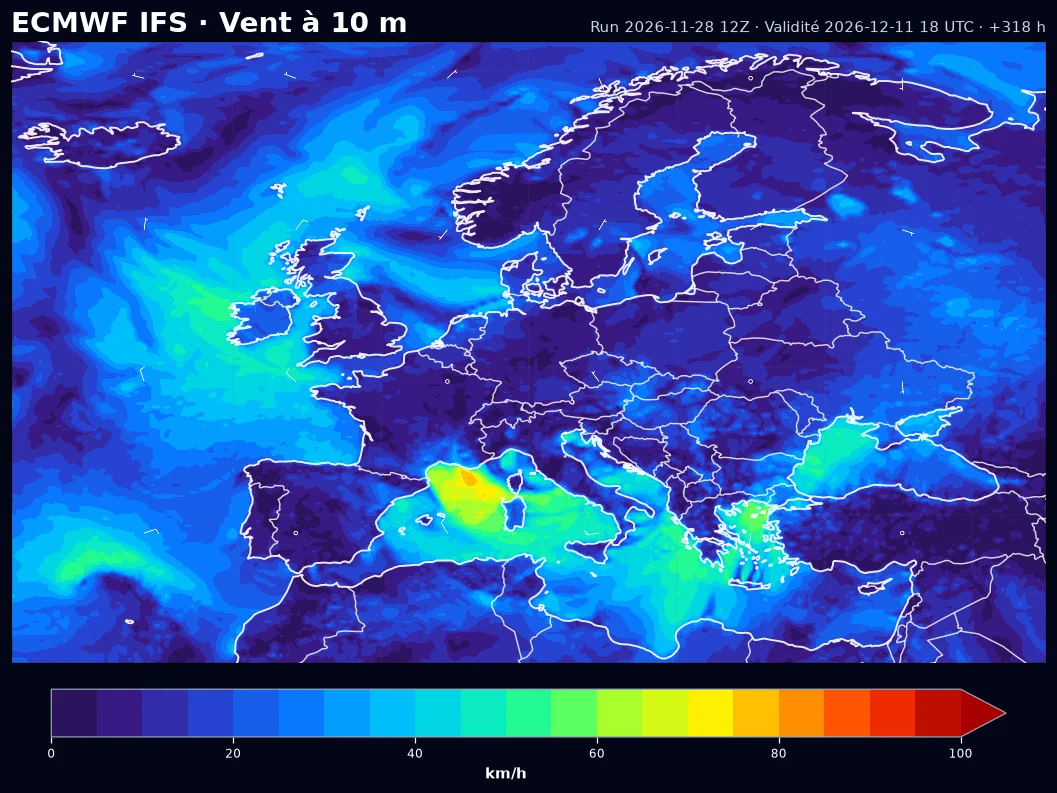 ECMWF IFS · Vent à 10 m
Run 2026-11-28 12Z · Validité 2026-12-11 18 UTC · +318 h
0 20 40 60 80 100
km/h